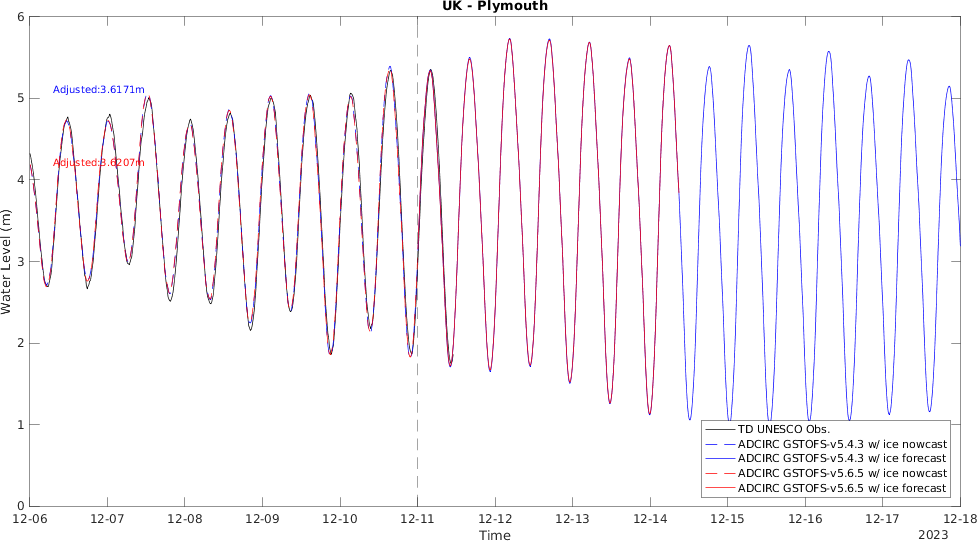 UK - Plymouth
6
5
4
3
2
1
0
Water Level (m)
Adjusted:3.6171m
Adjusted:3.6207m
TD UNESCO Obs.
ADCIRC GSTOFS-v5.4.3 w/ ice nowcast
ADCIRC GSTOFS-v5.4.3 w/ ice forecast
ADCIRC GSTOFS-v5.6.5 w/ ice nowcast
ADCIRC GSTOFS-v5.6.5 w/ ice forecast
12-06 12-07 12-08 12-09 12-10 12-11 12-12 12-13 12-14 12-15 12-16 12-17 12-18
Time
2023